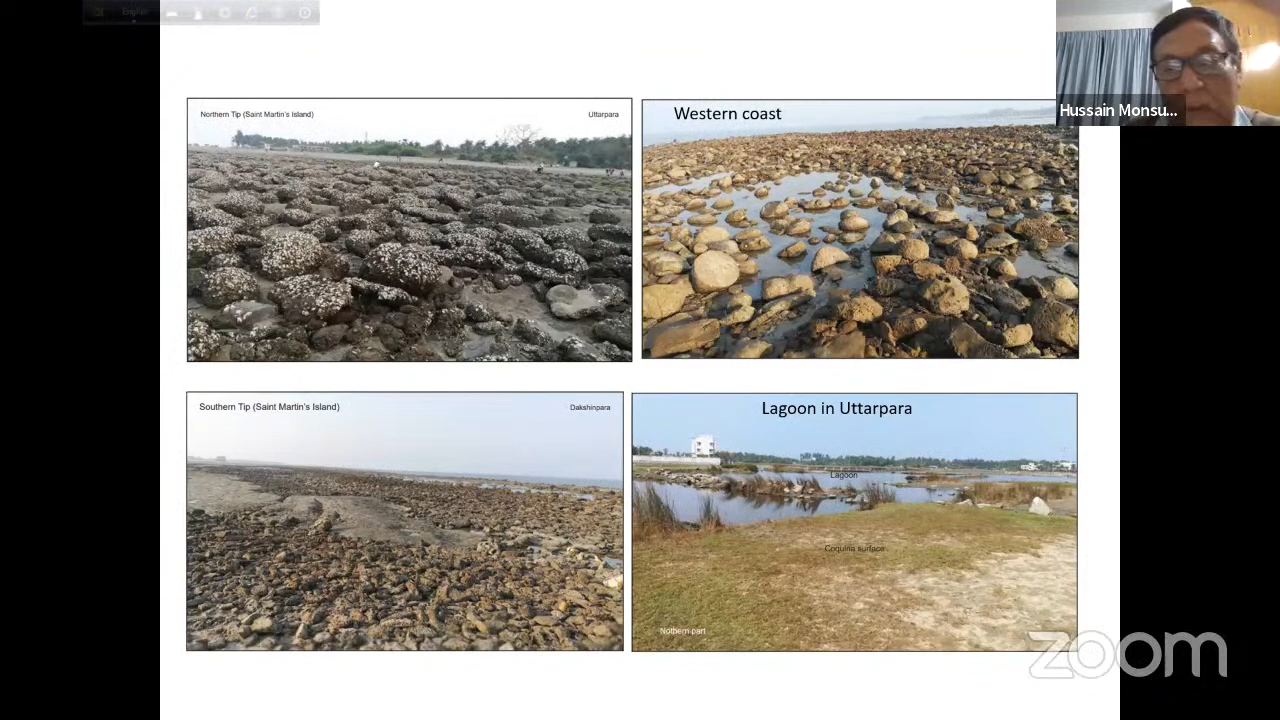 English
Hussain Monsu...
Northern Tip (Saint Martin's Island)
Uttarpara
Western coast
Southern Tip (Saint Martin's Island)
Dakshinpara
Lagoon in Uttarpara
Lagoon
Coquina surface
Nothern part
zoom